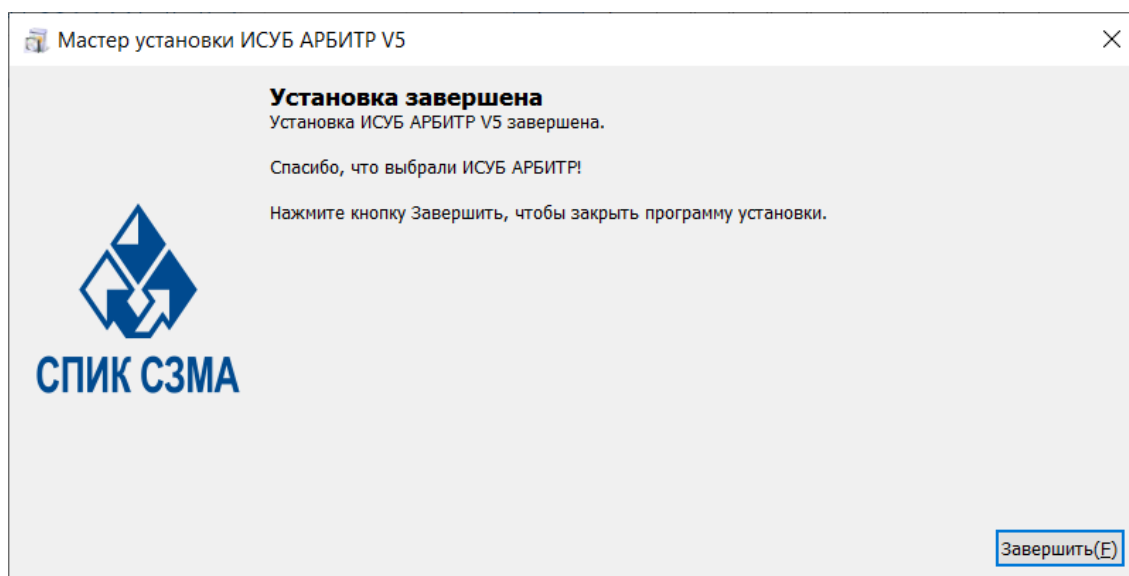 Мастер установки ИСУБ АРБИТР V5
Установка завершена
Установка ИСУБ АРБИТР V5 завершена.
Спасибо, что выбрали ИСУБ АРБИТР!
Нажмите кнопку Завершить, чтобы закрыть программу установки.
СПИК СЗМА
Завершить(F)